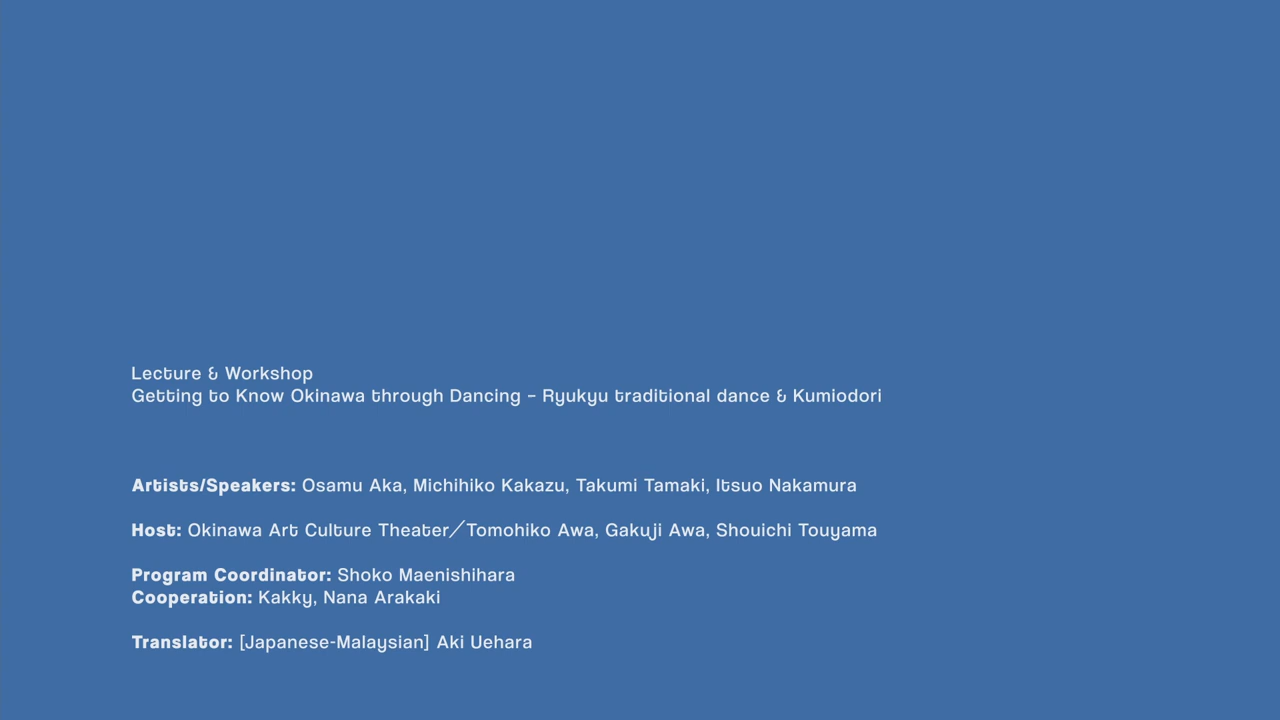 Lecture & Workshop
Getting to Know Okinawa through Dancing – Ryukyu traditional dance & Kumiodori
Artists/Speakers: Osamu Aka, Michihiko Kakazu, Takumi Tamaki, Itsuo Nakamura
Host: Okinawa Art Culture Theater／Tomohiko Awa, Gakuji Awa, Shouichi Touyama
Program Coordinator: Shoko Maenishihara
Cooperation: Kakky, Nana Arakaki
Translator: [Japanese-Malaysian] Aki Uehara